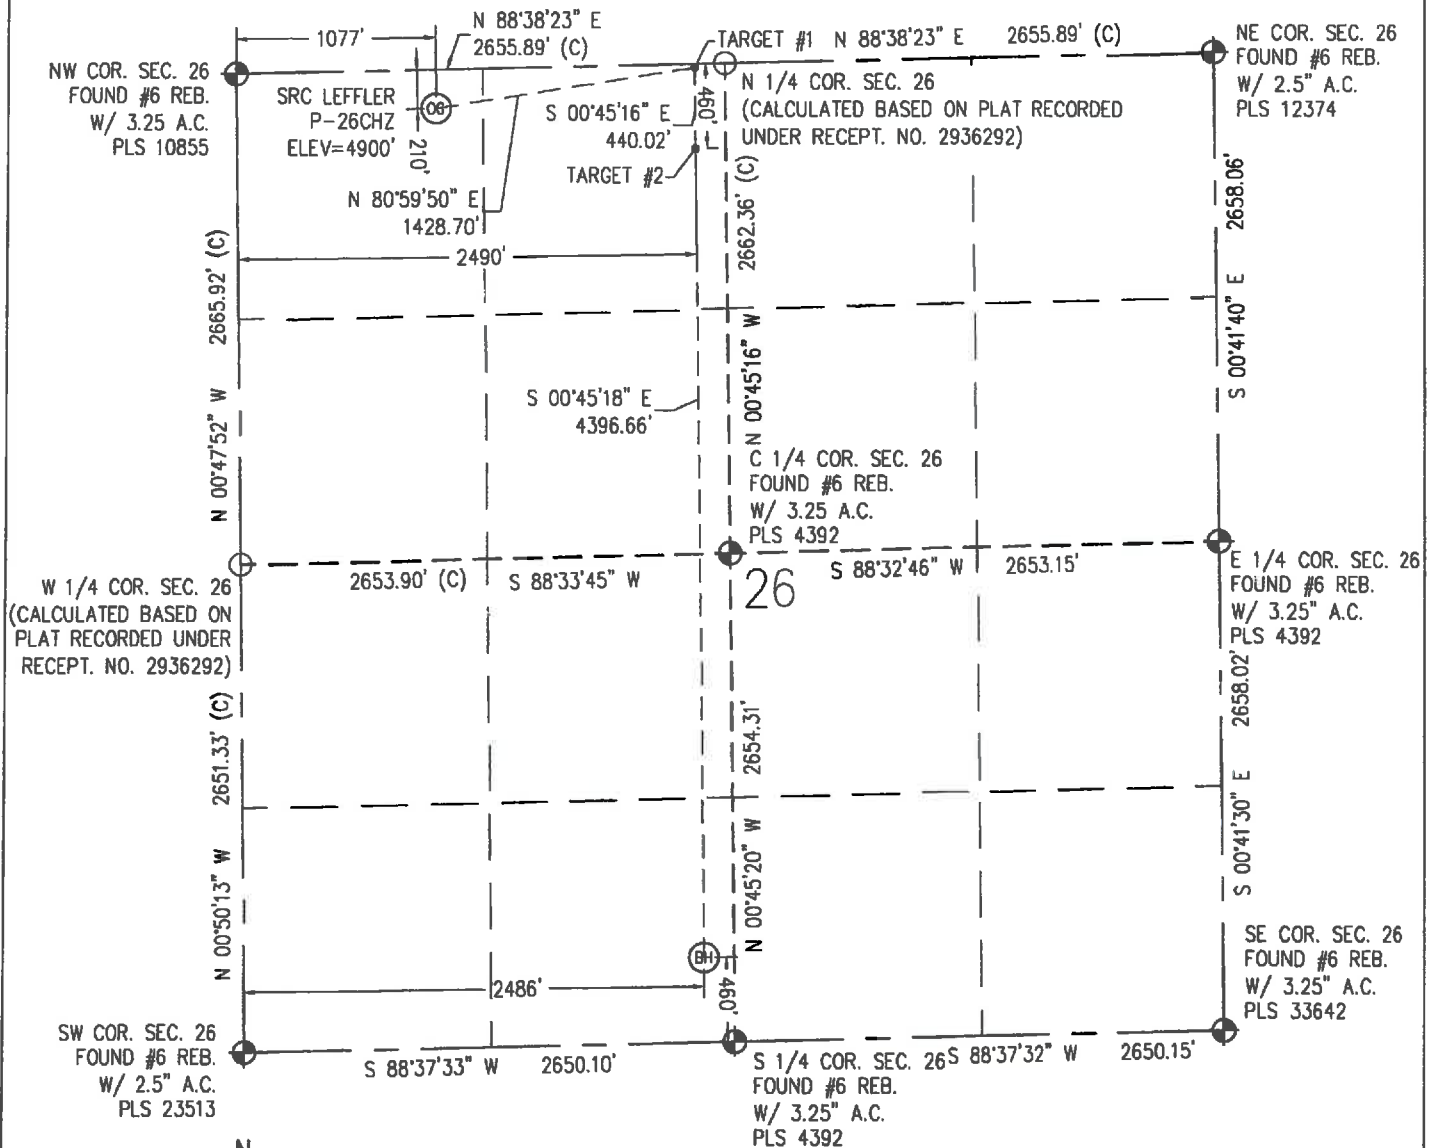 1077'
N 88°38'23" E
2655.89' (C)
TARGET #1
N 88°38'23" E
2655.89' (C)
NE COR. SEC. 26
FOUND #6 REB.
W/ 2.5" A.C.
PLS 12374
NW COR. SEC. 26
FOUND #6 REB.
W/ 3.25 A.C.
PLS 10855
SRC LEFFLER
P-26CHZ
ELEV=4900'
OG
210'
S 00°45'16" E
440.02'
460'
TARGET #2
N 1/4 COR. SEC. 26
(CALCULATED BASED ON PLAT RECORDED
UNDER RECEPT. NO. 2936292)
N 80°59'50" E
1428.70'
2490'
2662.36' (C)
N 00°45'16" W
2658.06'
S 00°41'40" E
2665.92' (C)
N 00°47'52" W
S 00°45'18" E
4396.66'
C 1/4 COR. SEC. 26
FOUND #6 REB.
W/ 3.25 A.C.
PLS 4392
26
W 1/4 COR. SEC. 26
(CALCULATED BASED ON
PLAT RECORDED UNDER
RECEPT. NO. 2936292)
2653.90' (C)
S 88°33'45" W
S 88°32'46" W
2653.15'
E 1/4 COR. SEC. 26
FOUND #6 REB.
W/ 3.25" A.C.
PLS 4392
2651.33' (C)
N 00°50'13" W
2654.31'
N 00°45'20" W
2658.02'
S 00°41'30" E
BH
2486'
460'
SE COR. SEC. 26
FOUND #6 REB.
W/ 3.25" A.C.
PLS 33642
SW COR. SEC. 26
FOUND #6 REB.
W/ 2.5" A.C.
PLS 23513
S 88°37'33" W
2650.10'
S 1/4 COR. SEC. 26
FOUND #6 REB.
W/ 3.25" A.C.
PLS 4392
S 88°37'32" W
2650.15'
N